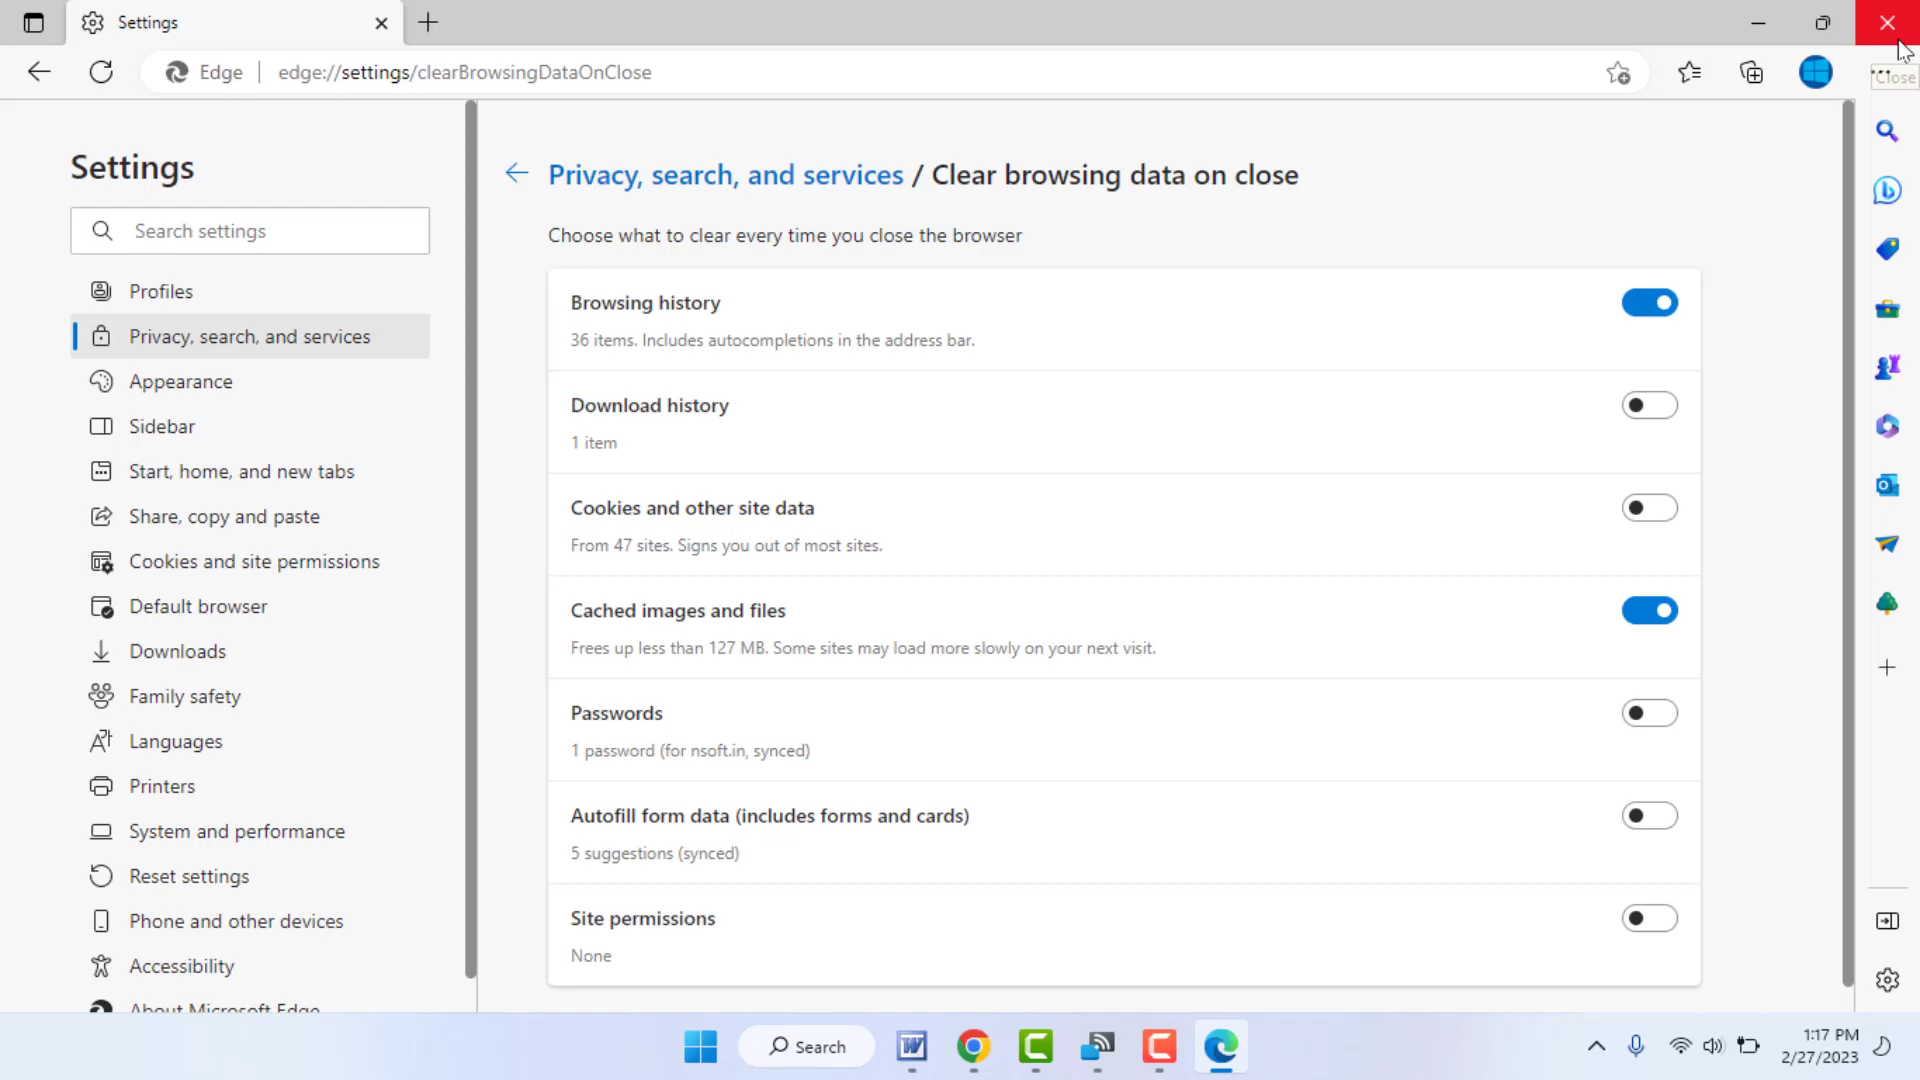 Settings
Edge
edge://settings/clearBrowsingDataOnClose
Close
Settings
Search settings
Profiles
Privacy, search, and services
Appearance
Sidebar
Start, home, and new tabs
Share, copy and paste
Cookies and site permissions
Default browser
Downloads
Family safety
Languages
Printers
System and performance
Reset settings
Phone and other devices
Accessibility
About Microsoft Edge
Privacy, search, and services / Clear browsing data on close
Choose what to clear every time you close the browser
Browsing history
36 items. Includes autocompletions in the address bar.
Download history
1 item
Cookies and other site data
From 47 sites. Signs you out of most sites.
Cached images and files
Frees up less than 127 MB. Some sites may load more slowly on your next visit.
Passwords
1 password (for nsoft.in, synced)
Autofill form data (includes forms and cards)
5 suggestions (synced)
Site permissions
None
Search
1:17 PM
2/27/2023